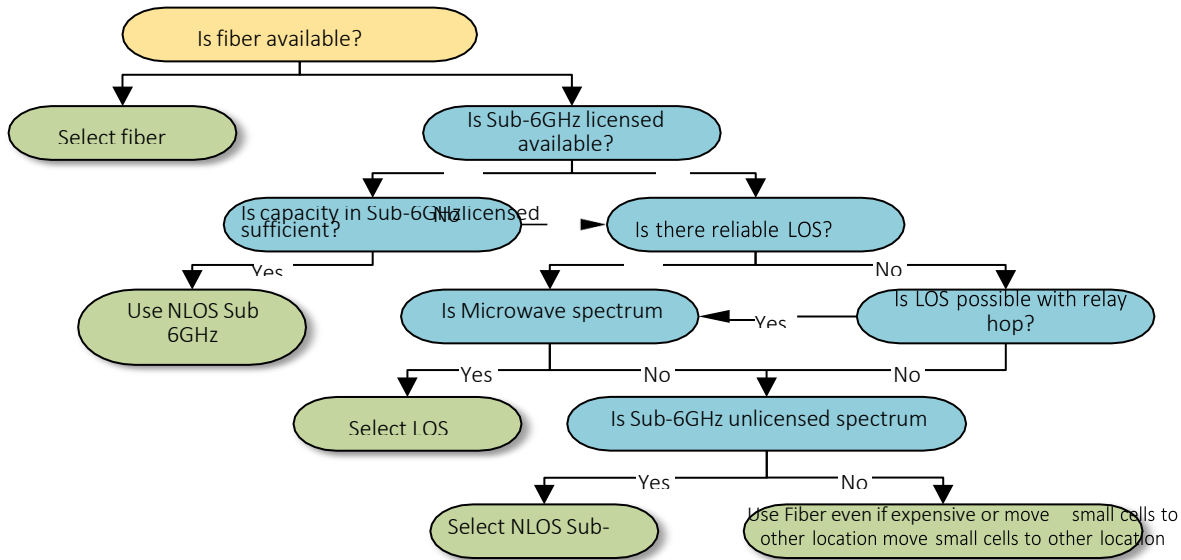 Is fiber available?
Select fiber
Is Sub-6GHz licensed
available?
Is capacity in Sub-6GHz licensed
sufficient?
No
Is there reliable LOS?
Yes
No
Use NLOS Sub
6GHz
Is Microwave spectrum
Yes
Is LOS possible with relay
hop?
Yes
No
No
Select LOS
Is Sub-6GHz unlicensed spectrum
Yes
No
Select NLOS Sub-
Use Fiber even if expensive or move small cells to
other location move small cells to other location